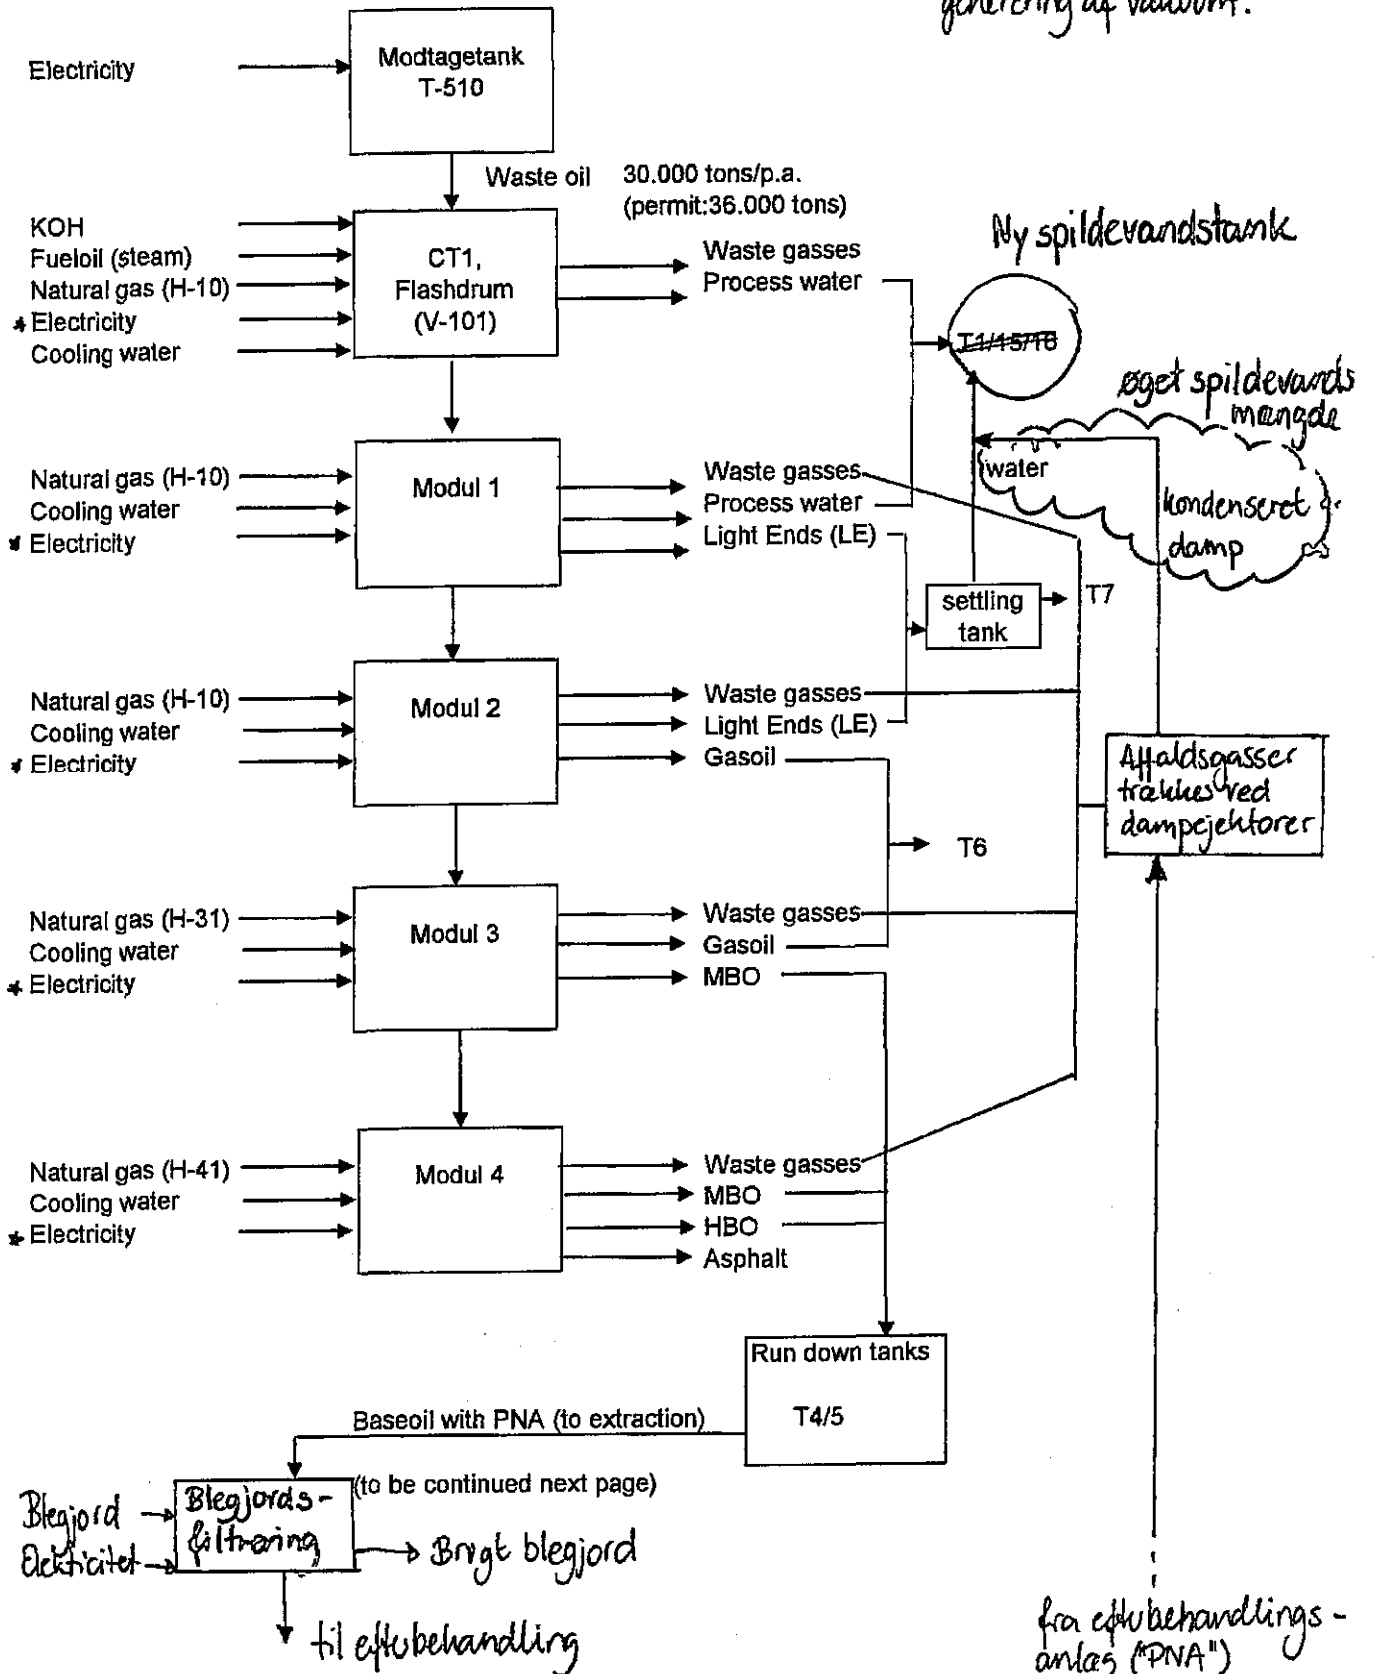 generering af vakuum.
Electricity
Modtagetank
T-510
Waste oil 30.000 tons/p.a.
(permit:36.000 tons)
KOH
Fueloil (steam)
Natural gas (H-10)
* Electricity
Cooling water
CT1,
Flashdrum
(V-101)
Waste gasses
Process water
Ny spildevandstank
T1/15/16
øget spildevands
mængde
water
kondenseret
damp
Natural gas (H-10)
Cooling water
* Electricity
Modul 1
Waste gasses
Process water
Light Ends (LE)
settling
tank
T7
Natural gas (H-10)
Cooling water
* Electricity
Modul 2
Waste gasses
Light Ends (LE)
Gasoil
Affaldsgasser
trækkes ved
dampejektorer
T6
Natural gas (H-31)
Cooling water
* Electricity
Modul 3
Waste gasses
Gasoil
MBO
Natural gas (H-41)
Cooling water
* Electricity
Modul 4
Waste gasses
MBO
HBO
Asphalt
Run down tanks
T4/5
Baseoil with PNA (to extraction)
(to be continued next page)
Blegjord
Elekticitet
Blegjords-
filtrering
Brugt blegjord
til efterbehandling
fra efterbehandlings-
anlæg ("PNA")